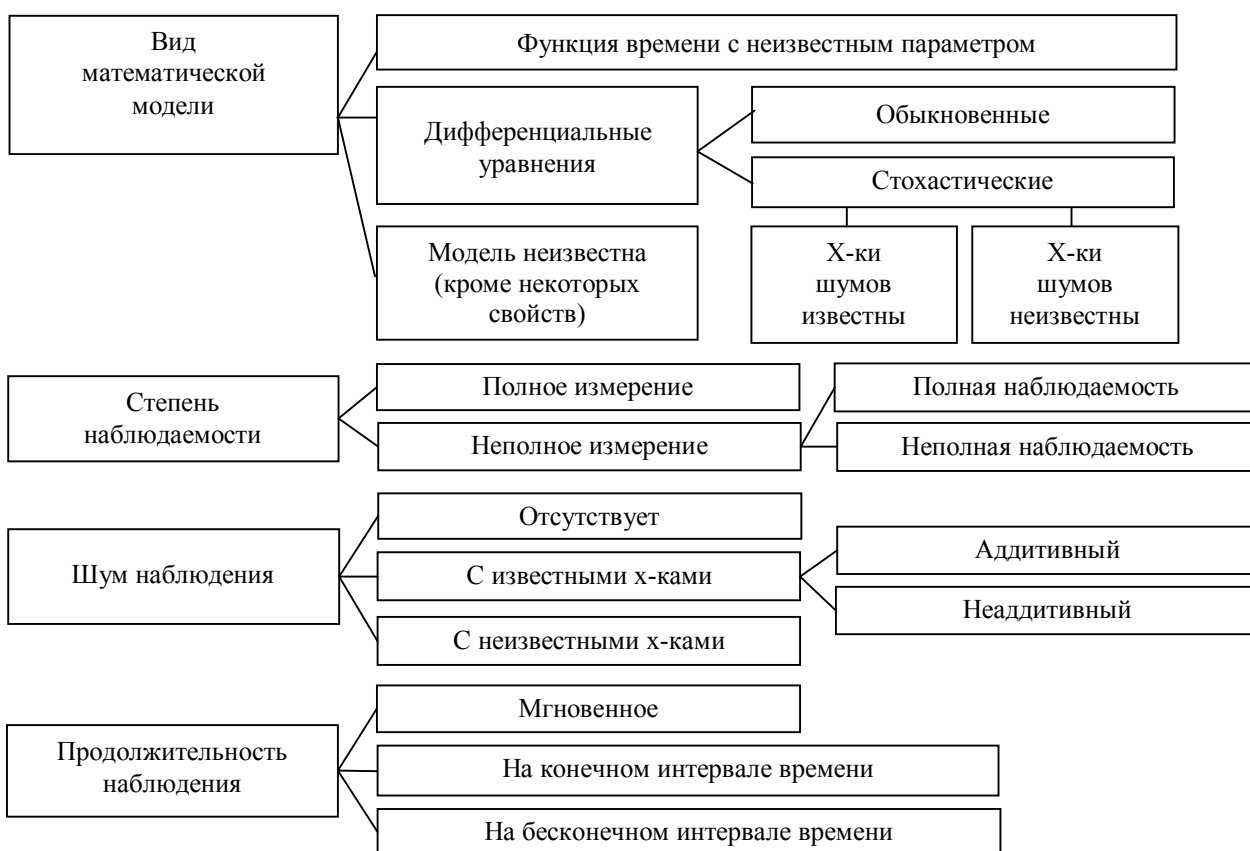 Вид
математической
модели
Функция времени с неизвестным параметром
Дифференциальные
уравнения
Обыкновенные
Стохастические
Модель неизвестна
(кроме некоторых
свойств)
Х-ки
шумов
известны
Х-ки
шумов
неизвестны
Степень
наблюдаемости
Полное измерение
Неполное измерение
Полная наблюдаемость
Неполная наблюдаемость
Шум наблюдения
Отсутствует
С известными х-ками
С неизвестными х-ками
Аддитивный
Неаддитивный
Продолжительность
наблюдения
Мгновенное
На конечном интервале времени
На бесконечном интервале времени